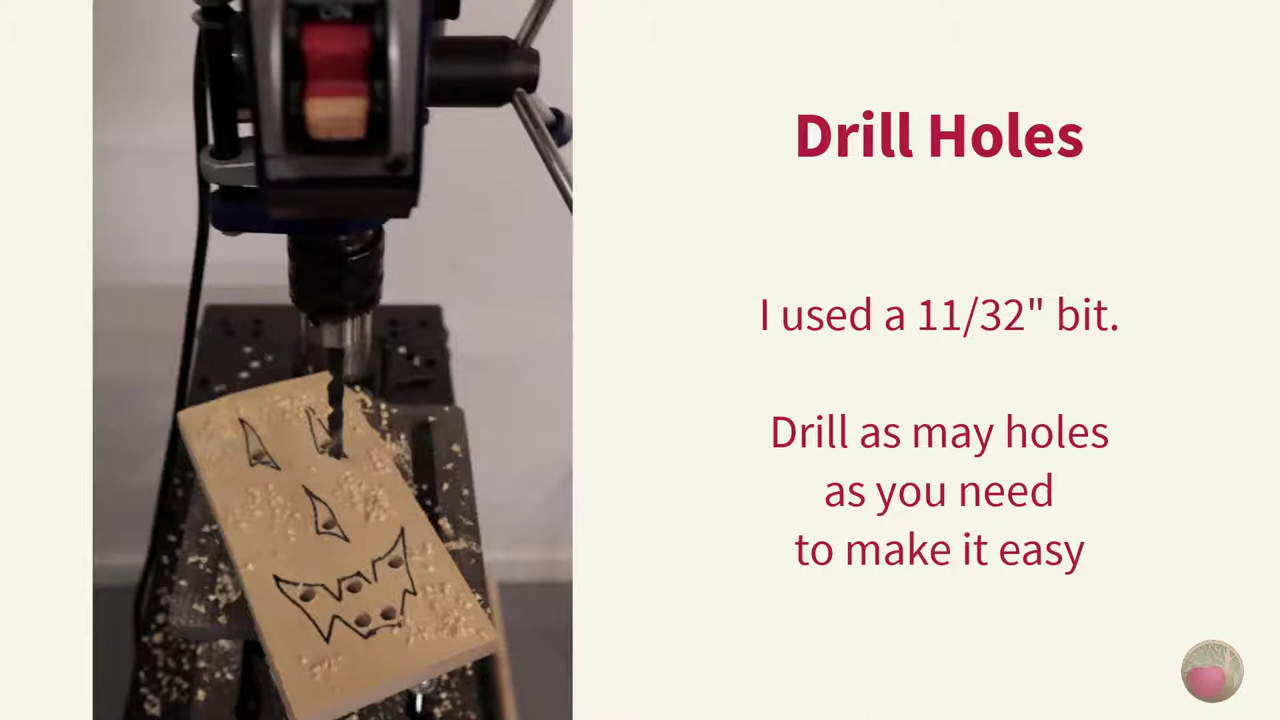 Drill Holes
I used a 11/32" bit.
Drill as may holes
as you need
to make it easy